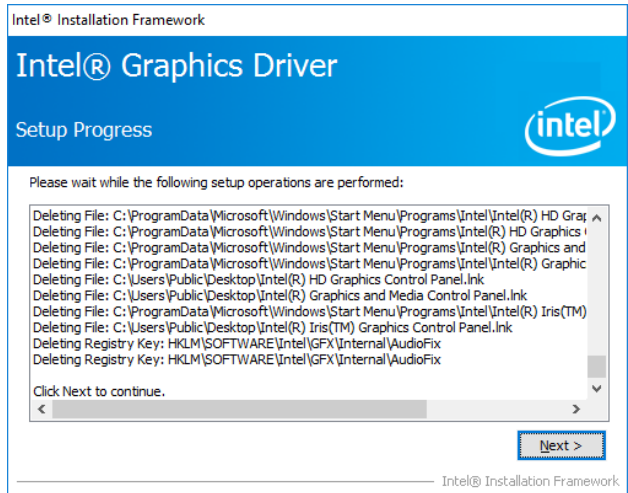 Intel® Installation Framework
Intel® Graphics Driver
Setup Progress
intel
Please wait while the following setup operations are performed:
Deleting File: C:\ProgramData\Microsoft\Windows\Start Menu\Programs\Intel\Intel(R) HD Grap
Deleting File: C:\ProgramData\Microsoft\Windows\Start Menu\Programs\Intel(R) HD Graphics
Deleting File: C:\ProgramData\Microsoft\Windows\Start Menu\Programs\Intel(R) Graphics and
Deleting File: C:\ProgramData\Microsoft\Windows\Start Menu\Programs\Intel\Intel(R) Graphic
Deleting File: C:\Users\Public\Desktop\Intel(R) HD Graphics Control Panel.lnk
Deleting File: C:\Users\Public\Desktop\Intel(R) Graphics and Media Control Panel.lnk
Deleting File: C:\ProgramData\Microsoft\Windows\Start Menu\Programs\Intel\Intel(R) Iris(TM)
Deleting File: C:\Users\Public\Desktop\Intel(R) Iris(TM) Graphics Control Panel.lnk
Deleting Registry Key: HKLM\SOFTWARE\Intel\GFX\Internal\AudioFix
Deleting Registry Key: HKLM\SOFTWARE\Intel\GFX\Internal\AudioFix
Click Next to continue.
Next >
Intel® Installation Framework